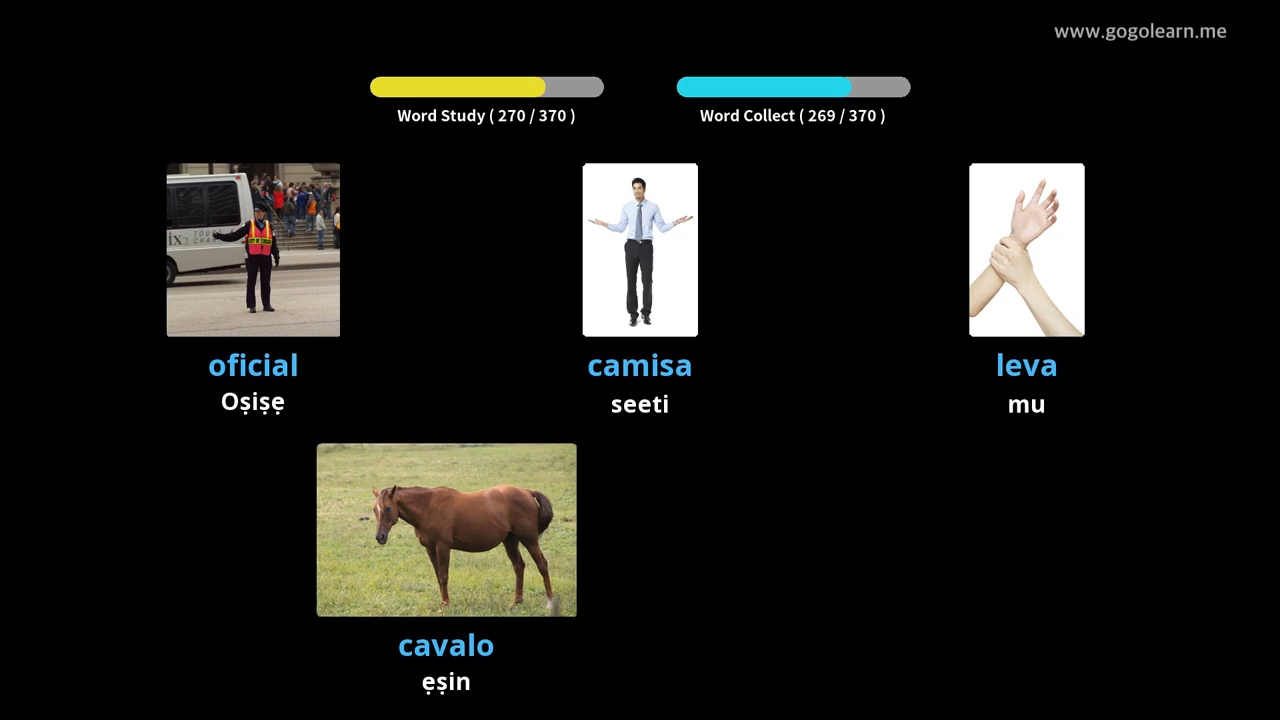 www.gogolearn.me
Word Study ( 270 / 370 )
Word Collect ( 269 / 370 )
oficial
Oṣiṣẹ
camisa
seeti
leva
mu
cavalo
ẹṣin